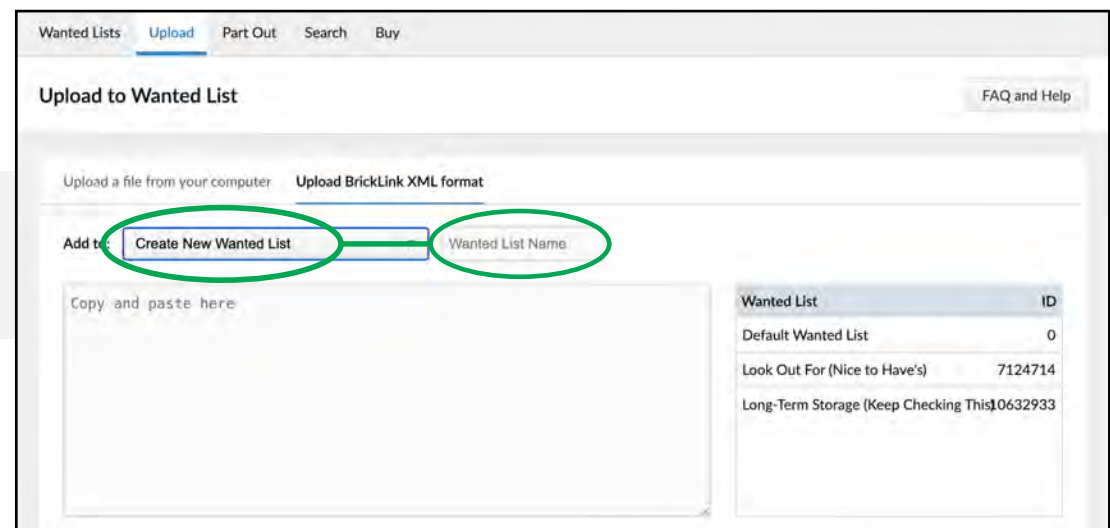 Wanted Lists Upload Part Out Search Buy
Upload to Wanted List FAQ and Help
Upload a file from your computer Upload BrickLink XML format
Add to: Create New Wanted List Wanted List Name
Copy and paste here
Wanted List ID
Default Wanted List 0
Look Out For (Nice to Have's) 7124714
Long-Term Storage (Keep Checking This) 10632933